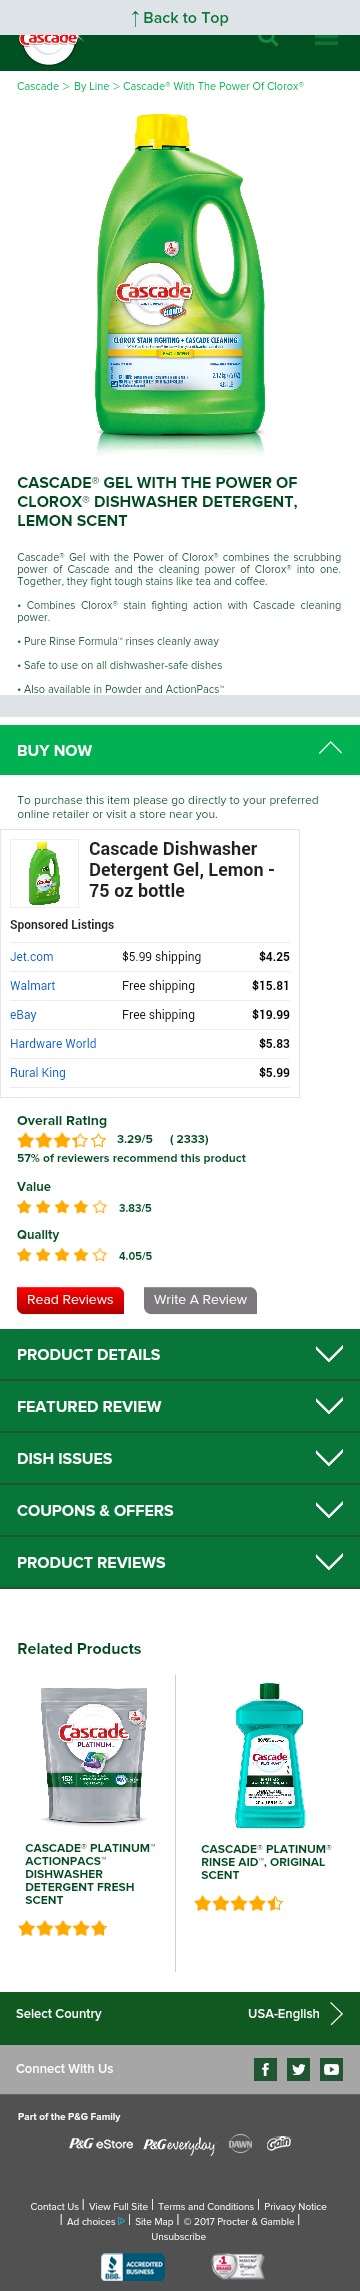 ↑ Back to Top
Cascade
Cascade > By Line > Cascade® With The Power Of Clorox®
Cascade
CLOROX
CLOROX STAIN FIGHTING + CASCADE CLEANING
CASCADE® GEL WITH THE POWER OF
CLOROX® DISHWASHER DETERGENT,
LEMON SCENT
Cascade® Gel with the Power of Clorox® combines the scrubbing
power of Cascade and the cleaning power of Clorox® into one.
Together, they fight tough stains like tea and coffee.
• Combines Clorox® stain fighting action with Cascade cleaning
power.
• Pure Rinse Formula™ rinses cleanly away
• Safe to use on all dishwasher-safe dishes
• Also available in Powder and ActionPacs™
BUY NOW
To purchase this item please go directly to your preferred
online retailer or visit a store near you.
Cascade Dishwasher
Detergent Gel, Lemon -
75 oz bottle
Sponsored Listings
Jet.com $5.99 shipping $4.25
Walmart Free shipping $15.81
eBay Free shipping $19.99
Hardware World $5.83
Rural King $5.99
Overall Rating
3.29/5 ( 2333)
57% of reviewers recommend this product
Value
3.83/5
Quality
4.05/5
Read Reviews Write A Review
PRODUCT DETAILS
FEATURED REVIEW
DISH ISSUES
COUPONS & OFFERS
PRODUCT REVIEWS
Related Products
Cascade
PLATINUM
Cascade
CASCADE® PLATINUM™
ACTIONPACS™
DISHWASHER
DETERGENT FRESH
SCENT
CASCADE® PLATINUM®
RINSE AID™, ORIGINAL
SCENT
Select Country USA-English
Connect With Us
Part of the P&G Family
P&G eStore P&G everyday DAWN Gain
Contact Us | View Full Site | Terms and Conditions | Privacy Notice
| Ad choices | Site Map | © 2017 Procter & Gamble |
Unsubscribe
BBB ACCREDITED BUSINESS